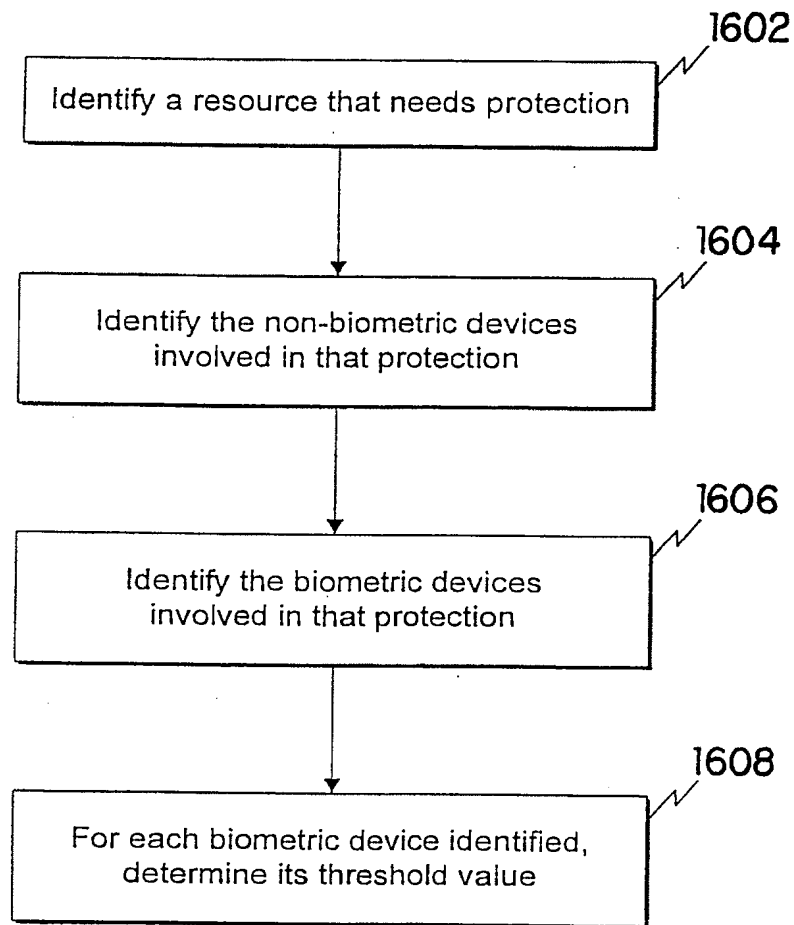 1602
Identify a resource that needs protection
1604
Identify the non-biometric devices
involved in that protection
1606
Identify the biometric devices
involved in that protection
1608
For each biometric device identified,
determine its threshold value